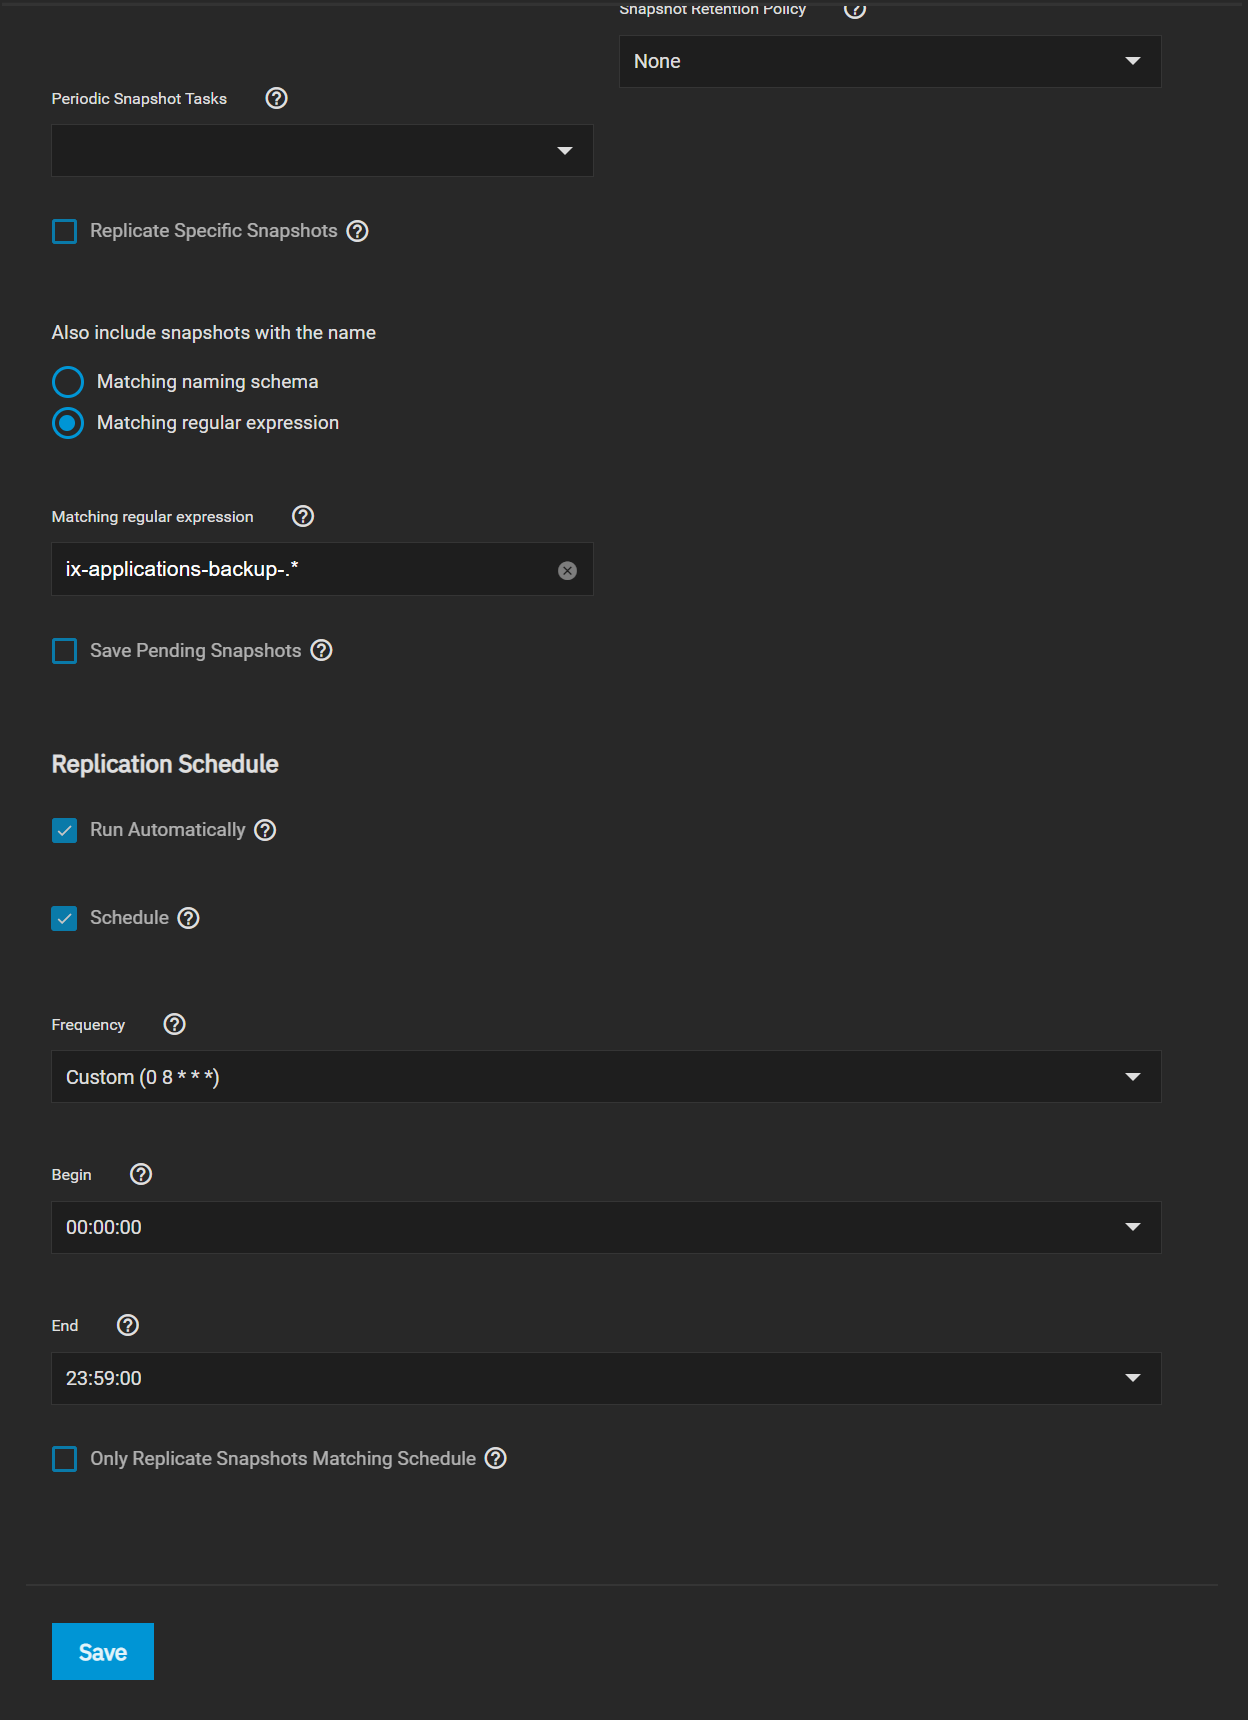 Snapshot Retention Policy
None
Periodic Snapshot Tasks
Replicate Specific Snapshots
Also include snapshots with the name
Matching naming schema
Matching regular expression
Matching regular expression
ix-applications-backup-.*
Save Pending Snapshots
Replication Schedule
Run Automatically
Schedule
Frequency
Custom (0 8 * * *)
Begin
00:00:00
End
23:59:00
Only Replicate Snapshots Matching Schedule
Save